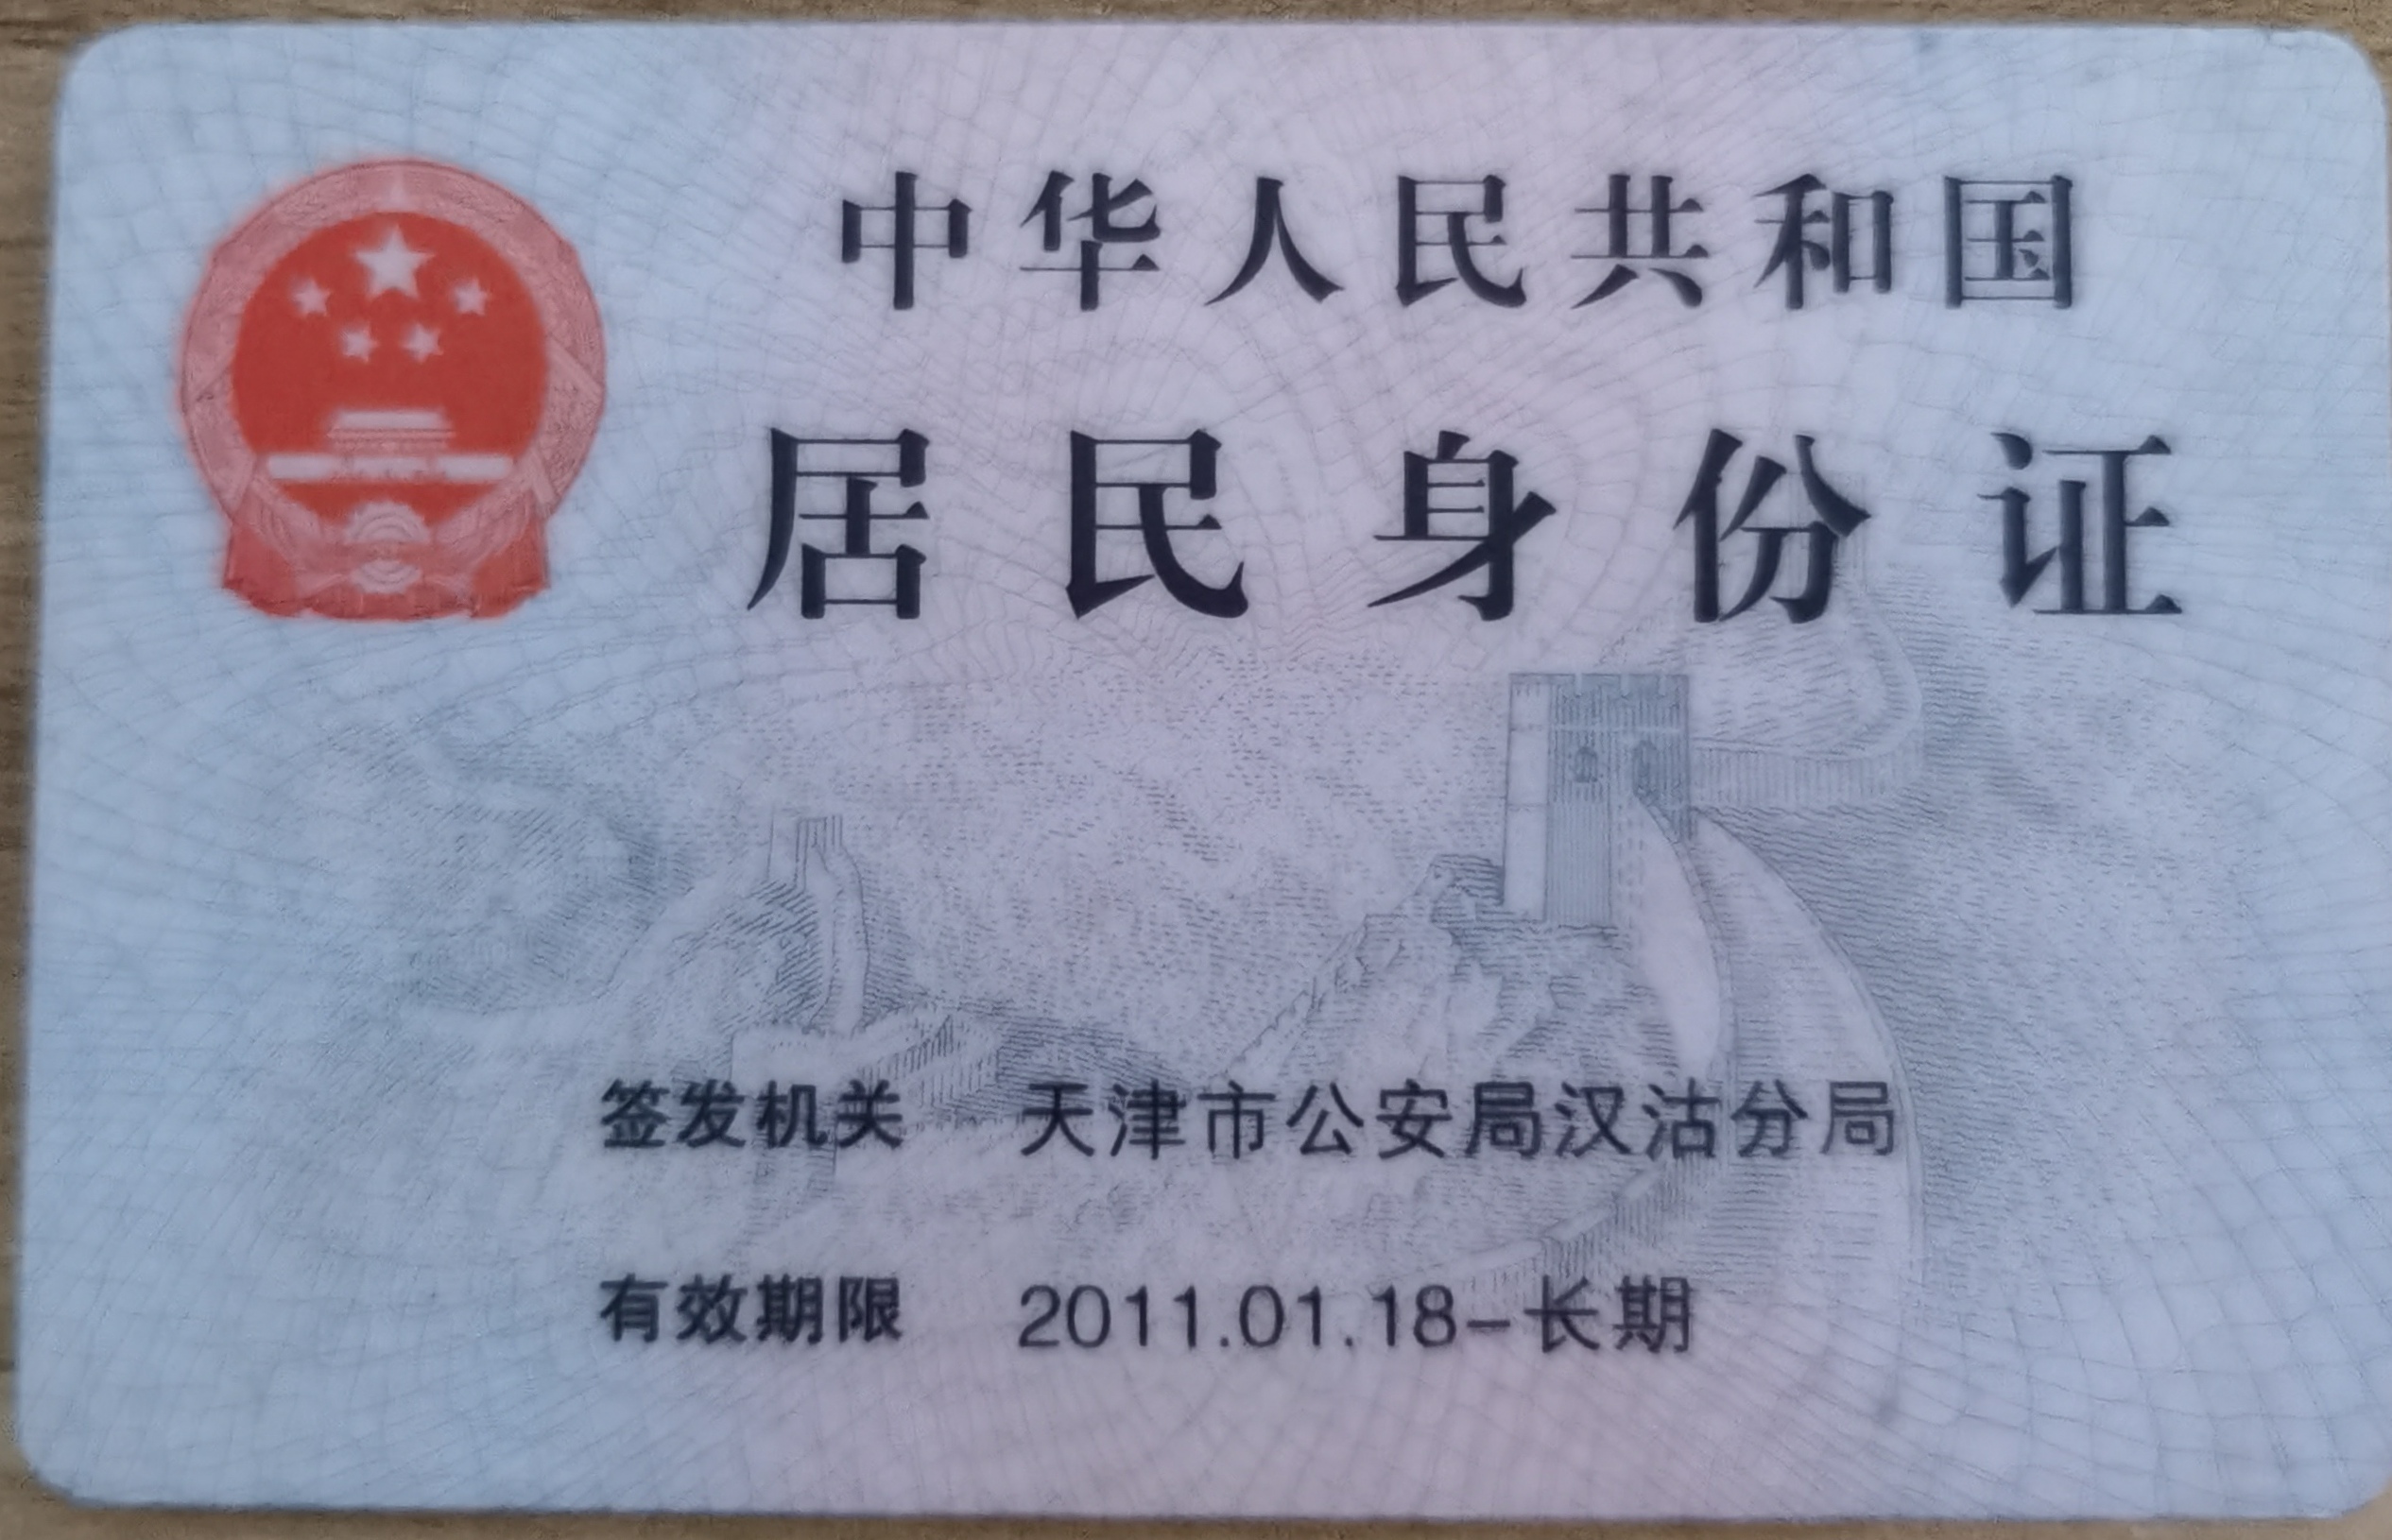 中华人民共和国
居民身份证
签发机关 天津市公安局汉沽分局
有效期限 2011.01.18-长期